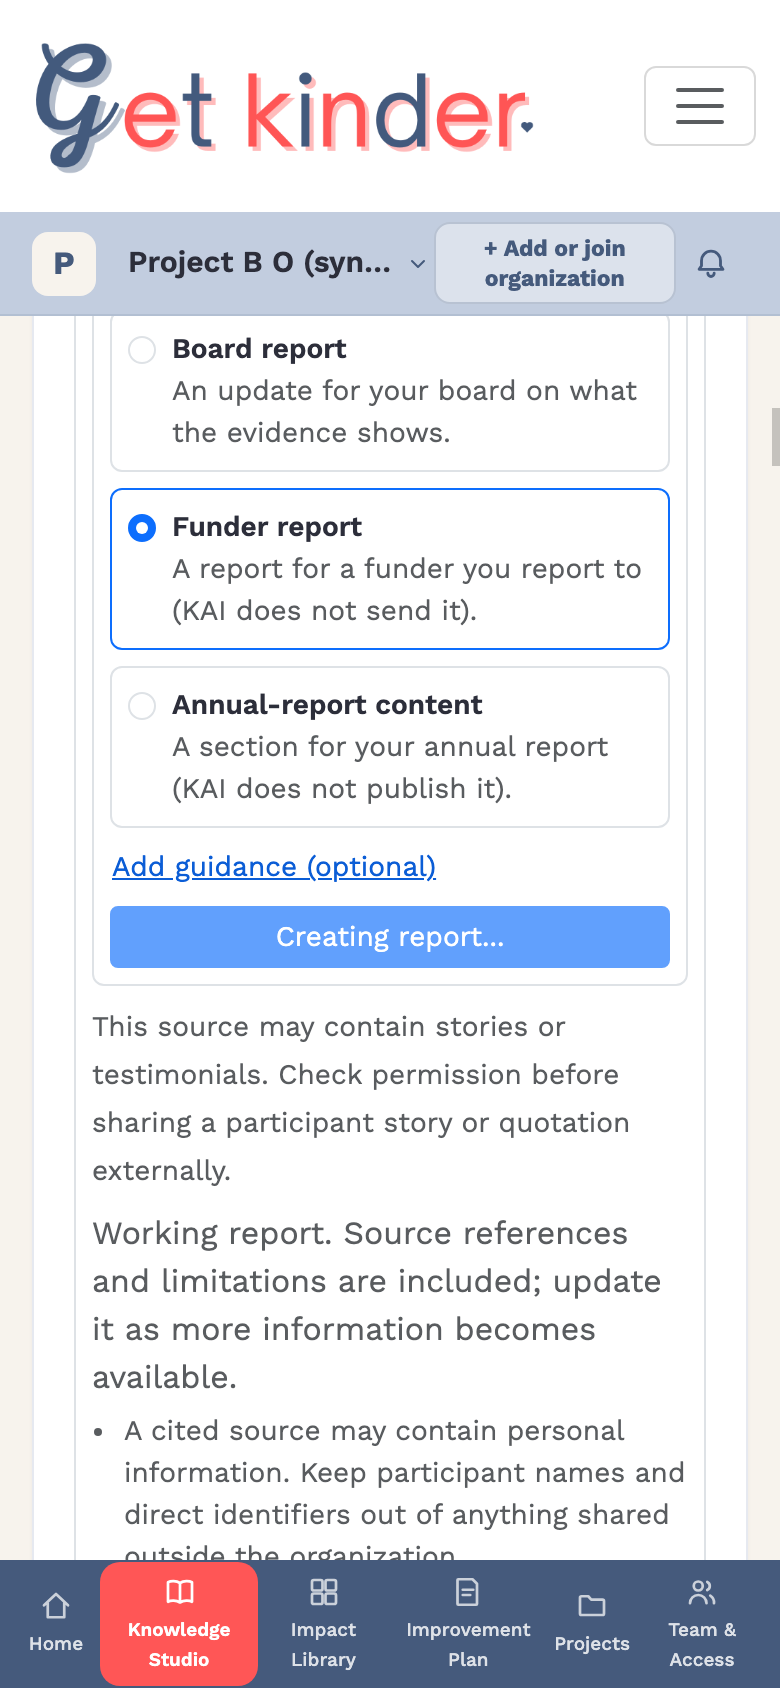 Get kinder
P
Project B O (syn...
+ Add or join
organization
Board report
An update for your board on what
the evidence shows.
Funder report
A report for a funder you report to
(KAI does not send it).
Annual-report content
A section for your annual report
(KAI does not publish it).
Add guidance (optional)
Creating report...
This source may contain stories or
testimonials. Check permission before
sharing a participant story or quotation
externally.
Working report. Source references
and limitations are included; update
it as more information becomes
available.
• A cited source may contain personal
information. Keep participant names and
direct identifiers out of anything shared
outside the organization.
Home
Knowledge
Studio
Impact
Library
Improvement
Plan
Projects
Team &
Access